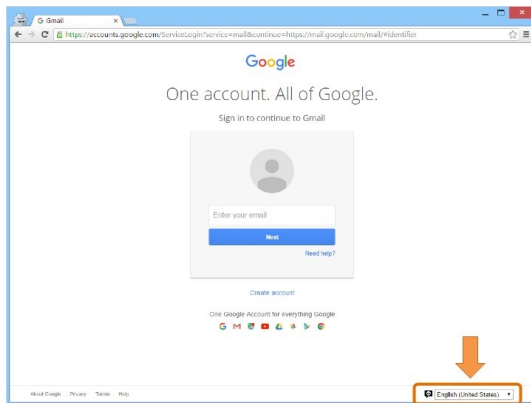 G Gmail
https://accounts.google.com/ServiceLogin?service=mail&continue=https://mail.google.com/mail/#identifier
Google
One account. All of Google.
Sign in to continue to Gmail
Enter your email
Next
Need help?
Create account
One Google Account for everything Google
About Google Privacy Terms Help
English (United States)